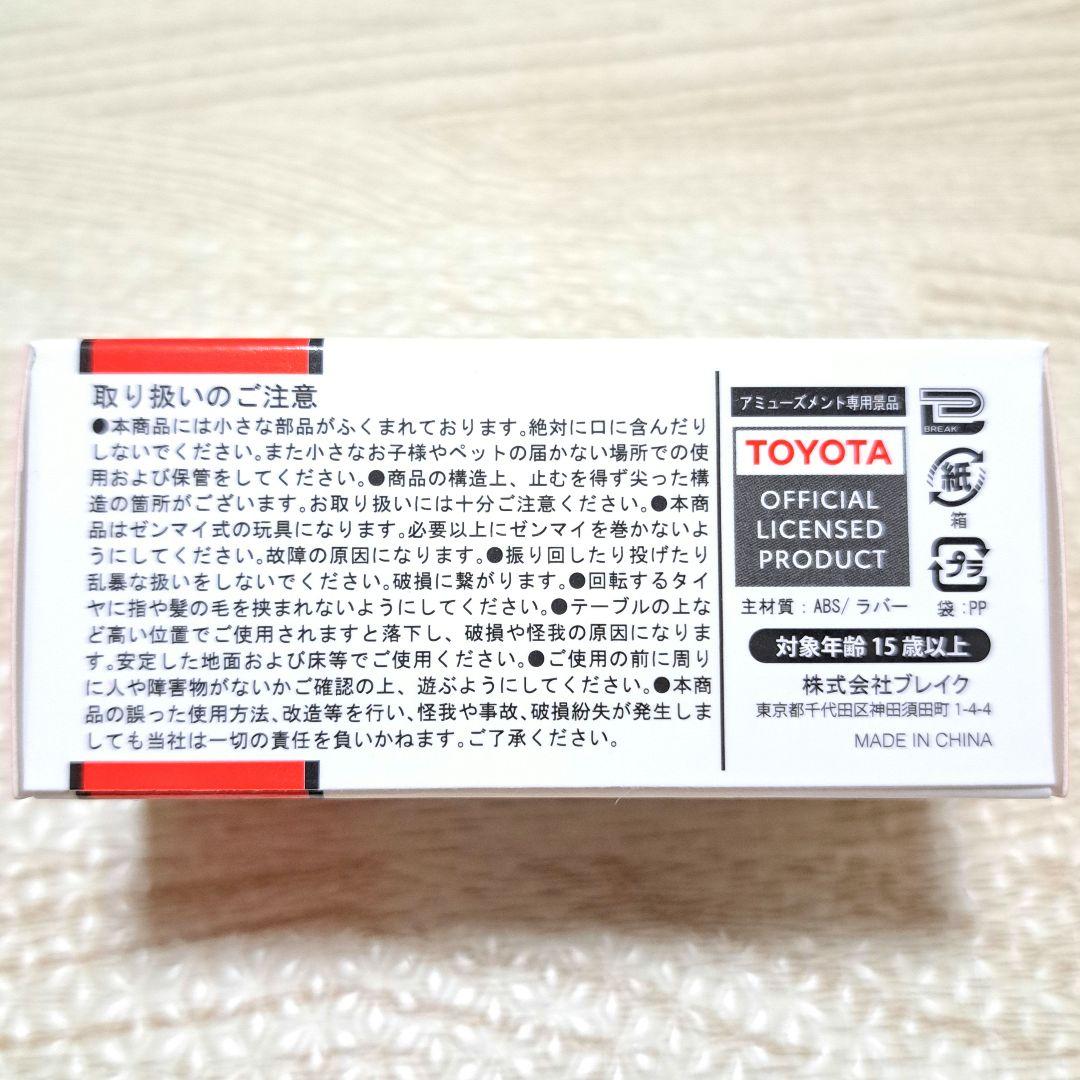 取り扱いのご注意
●本商品には小さな部品がふくまれております。絶対に口に含んだり
しないでください。また小さなお子様やペットの届かない場所での使
用および保管をしてください。●商品の構造上、止むを得ず尖った構
造の箇所がございます。お取り扱いには十分ご注意ください。●本商
品はゼンマイ式の玩具になります。必要以上にゼンマイを巻かないよ
うにしてください。故障の原因になります。●振り回したり投げたり
乱暴な扱いをしないでください。破損に繋がります。●回転するタイ
ヤに指や髪の毛を挟まれないようにしてください。●テーブルの上な
ど高い位置でご使用されますと落下し、破損や怪我の原因になりま
す。安定した地面および床等でご使用ください。●ご使用の前に周り
に人や障害物がないかご確認の上、遊ぶようにしてください。●本商
品の誤った使用方法、改造等を行い、怪我や事故、破損紛失が発生しま
しても当社は一切の責任を負いかねます。ご了承ください。
アミューズメント専用景品
BREAK
TOYOTA
OFFICIAL
LICENSED
PRODUCT
紙
箱
プラ
主材質：ABS/ ラバー
袋：PP
対象年齢 15 歳以上
株式会社ブレイク
東京都千代田区神田須田町 1-4-4
MADE IN CHINA